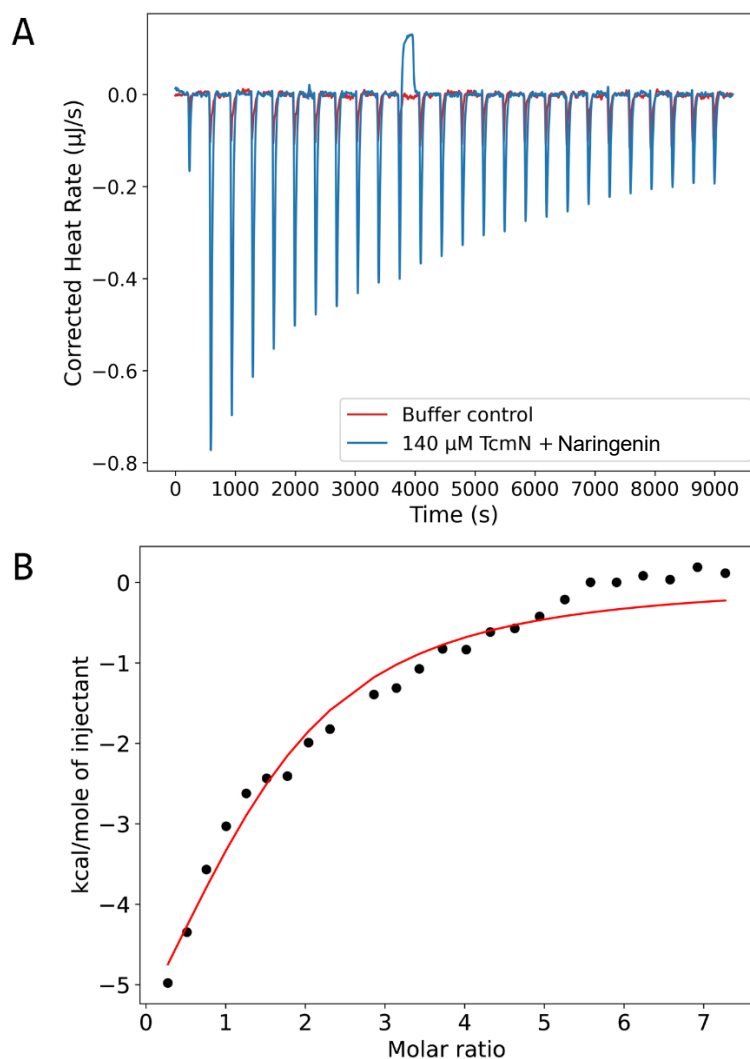 A
0.0
−0.2
−0.4
−0.6
−0.8
Corrected Heat Rate (µJ/s)
Buffer control
140 µM TcmN + Naringenin
0 1000 2000 3000 4000 5000 6000 7000 8000 9000
Time (s)
B
0
−1
−2
−3
−4
−5
kcal/mole of injectant
0 1 2 3 4 5 6 7
Molar ratio